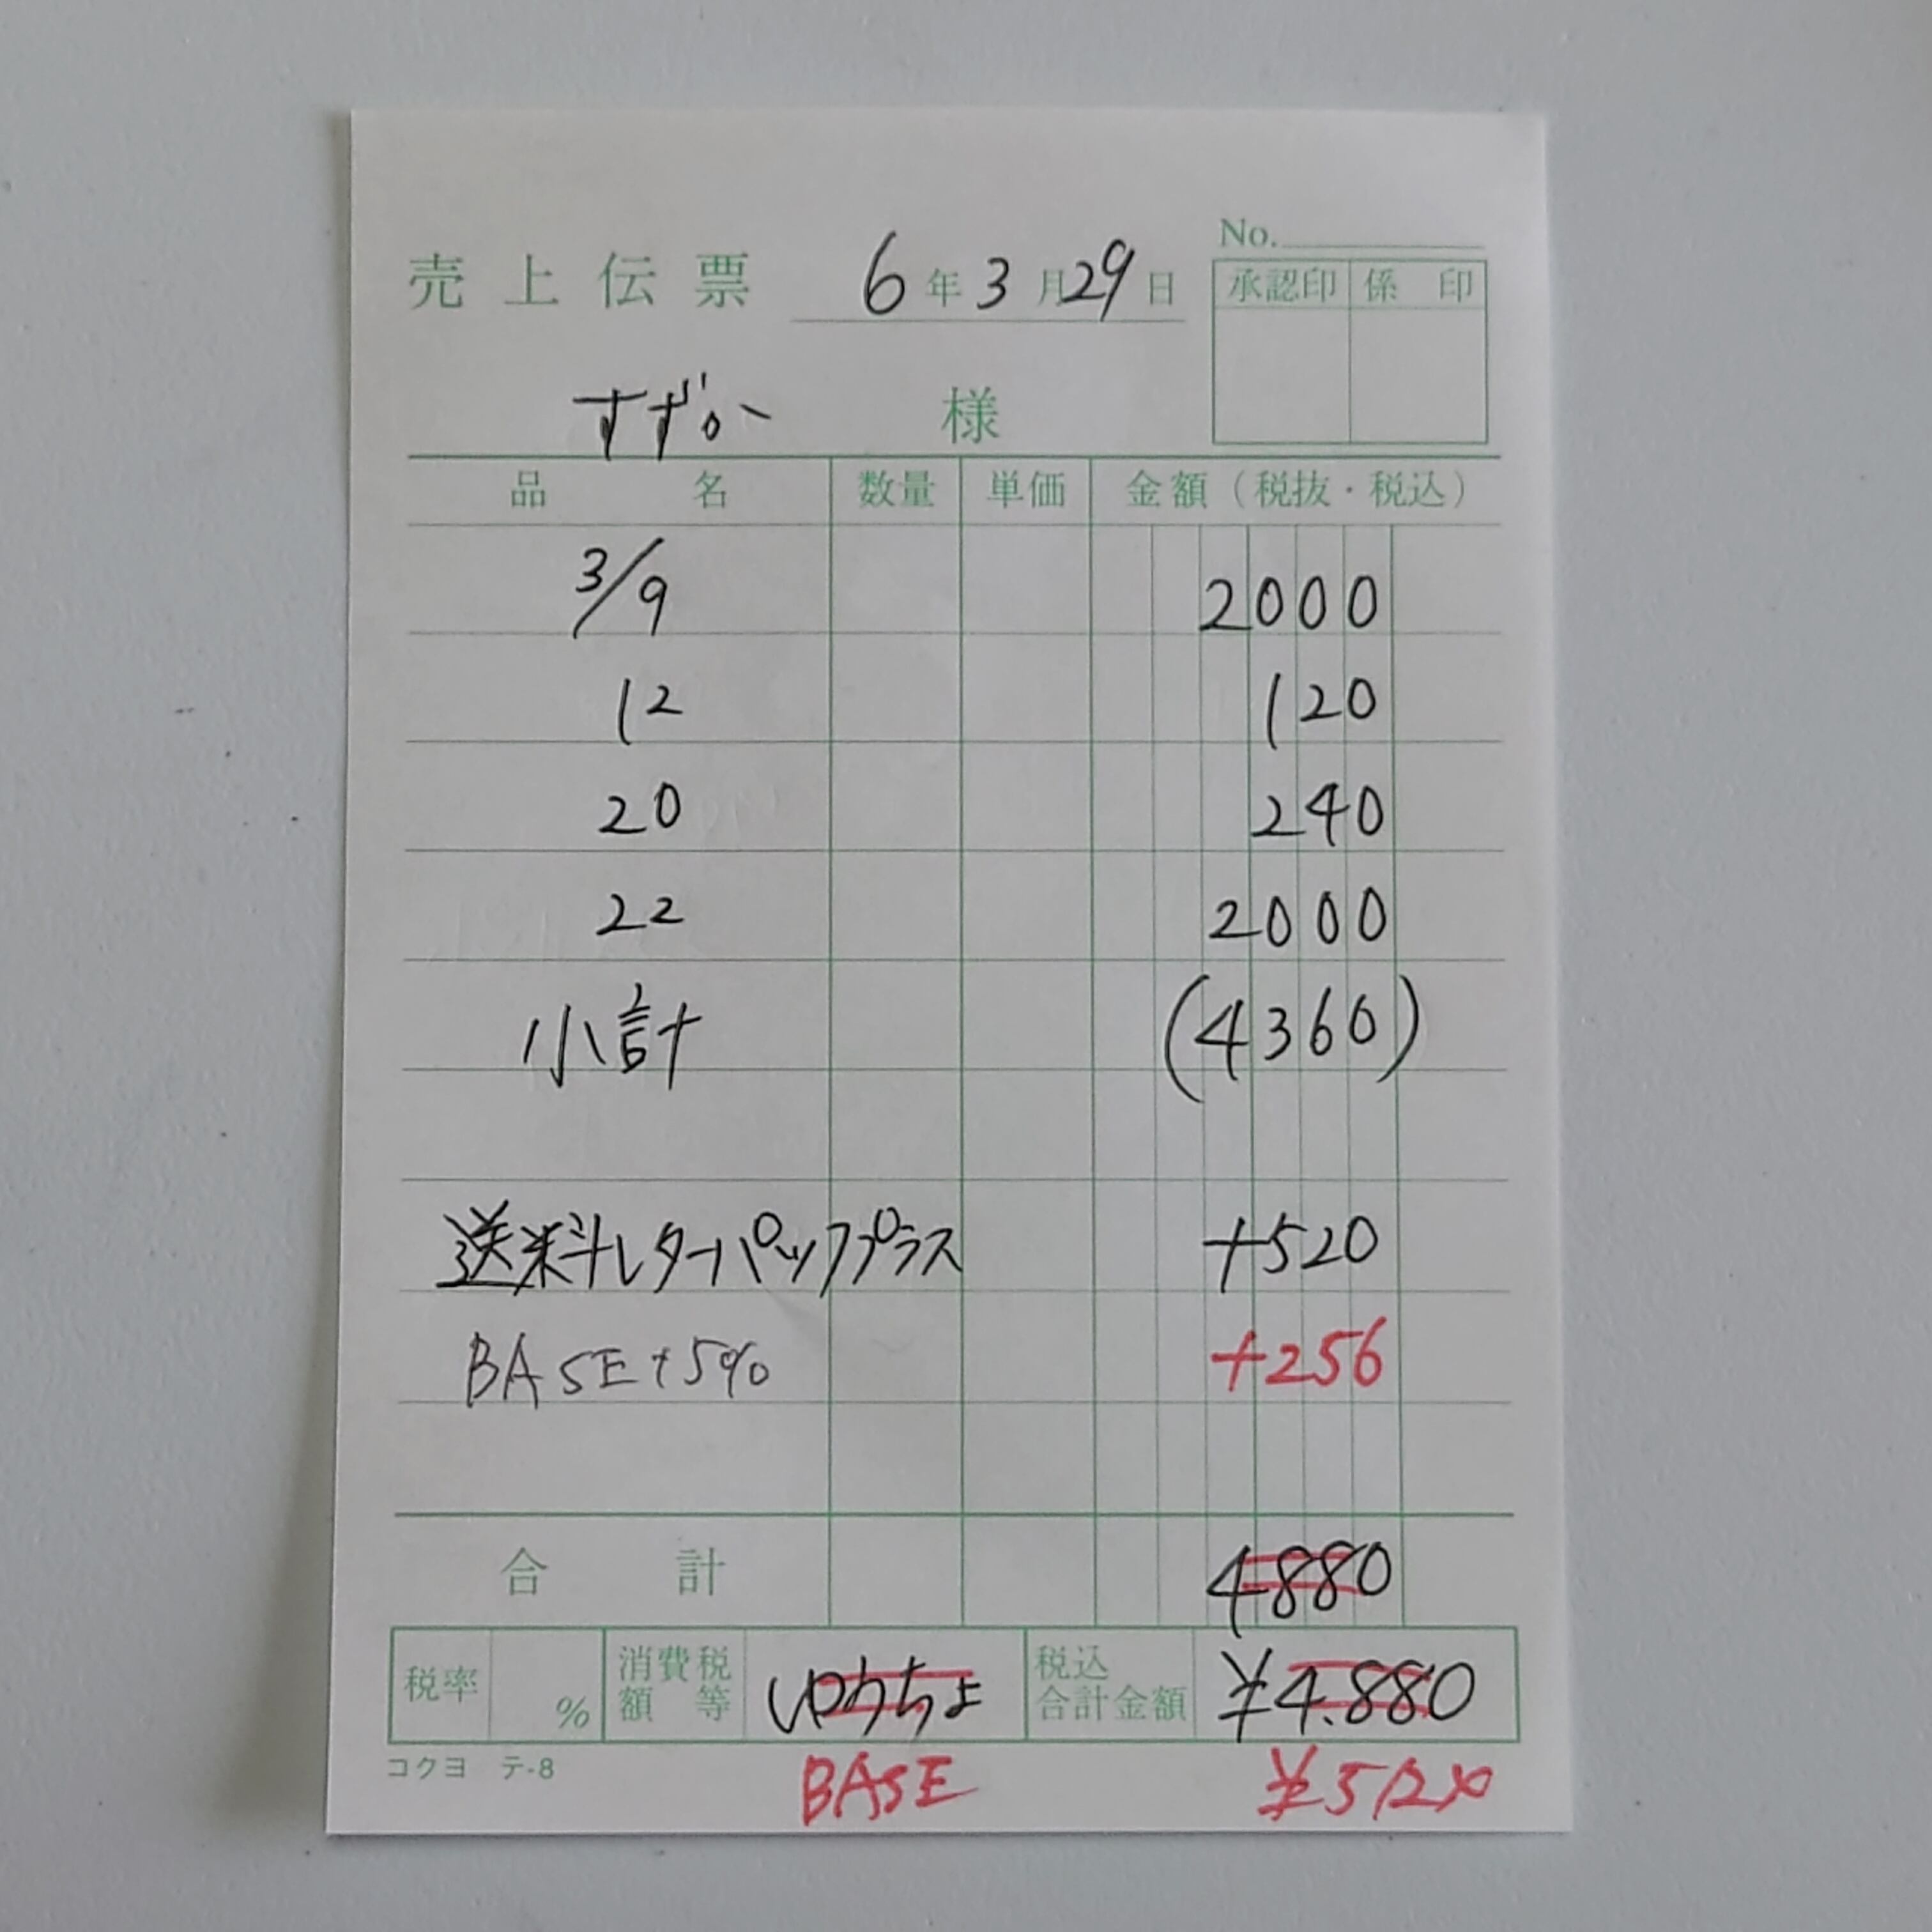 No.
売上伝票 6年3月29日
承認印 係印
すずか 様
品名 数量 単価 金額(税抜・税込)
3/9 2000
12 120
20 240
22 2000
小計 (4360)
送料レターパックプラス +520
BASE+5% +256
合計 4880
税率 % 消費税額等 ゆうちょ 税込合計金額 ¥4.880
コクヨ テ-8 BASE